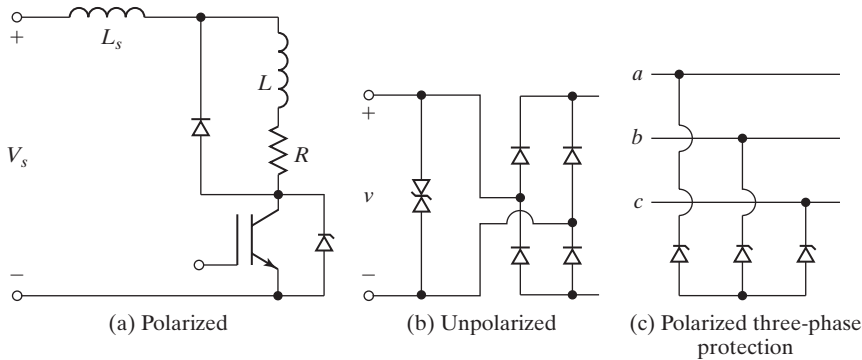 +
L_s
L
R
V_s
−
(a) Polarized
+
v
−
(b) Unpolarized
a
b
c
(c) Polarized three-phase
protection